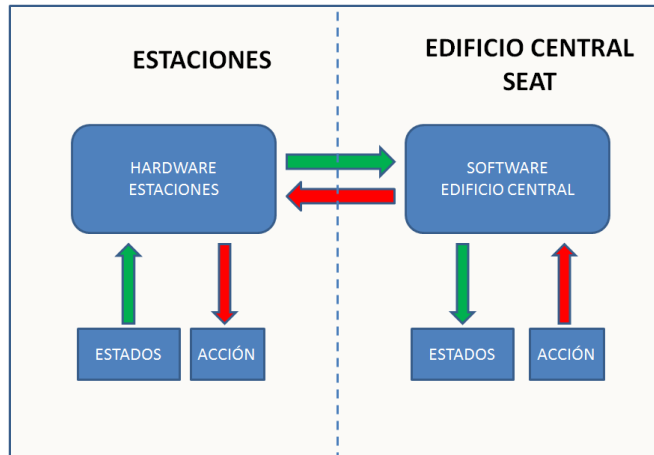 ESTACIONES
EDIFICIO CENTRAL
SEAT
HARDWARE
ESTACIONES
SOFTWARE
EDIFICIO CENTRAL
ESTADOS
ACCIÓN
ESTADOS
ACCIÓN